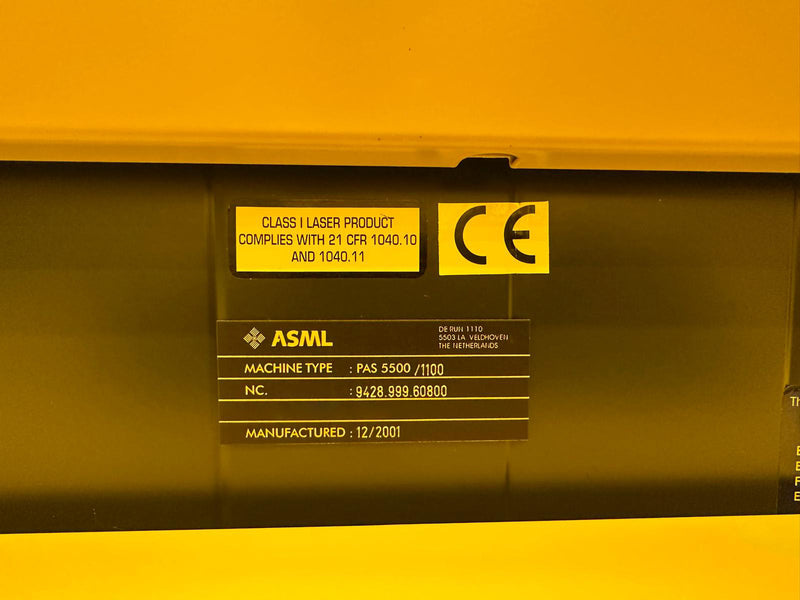 CLASS I LASER PRODUCT
COMPLIES WITH 21 CFR 1040.10
AND 1040.11
CE
ASML
DE RUN 1110
5503 LA VELDHOVEN
THE NETHERLANDS
MACHINE TYPE : PAS 5500 /1100
NC. : 9428.999.60800
MANUFACTURED : 12/2001